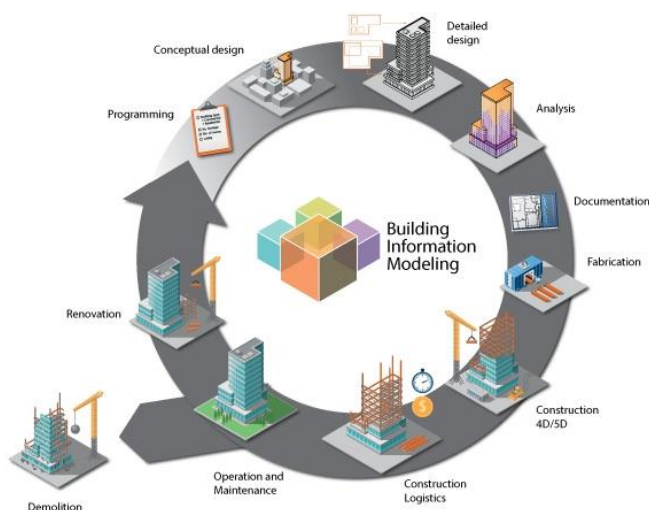 Detailed
design
Conceptual design
Programming
Analysis
Building
Information
Modeling
Documentation
Fabrication
Renovation
Construction
4D/5D
Operation and
Maintenance
Construction
Logistics
Demolition
$